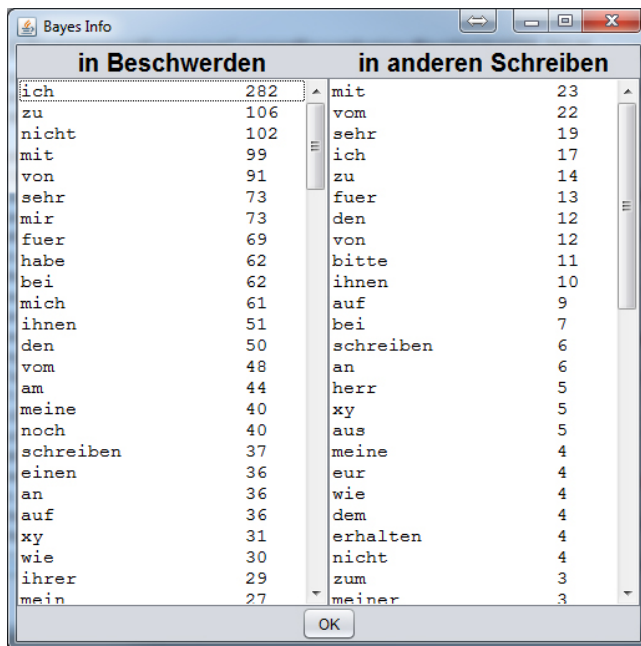 Bayes Info
in Beschwerden in anderen Schreiben
ich 282 mit 23
zu 106 vom 22
nicht 102 sehr 19
mit 99 ich 17
von 91 zu 14
sehr 73 fuer 13
mir 73 den 12
fuer 69 von 12
habe 62 bitte 11
bei 62 ihnen 10
mich 61 auf 9
ihnen 51 bei 7
den 50 schreiben 6
vom 48 an 6
am 44 herr 5
meine 40 xy 5
noch 40 aus 5
schreiben 37 meine 4
einen 36 eur 4
an 36 wie 4
auf 36 dem 4
xy 31 erhalten 4
wie 30 nicht 4
ihrer 29 zum 3
mein 27 meiner 3
OK